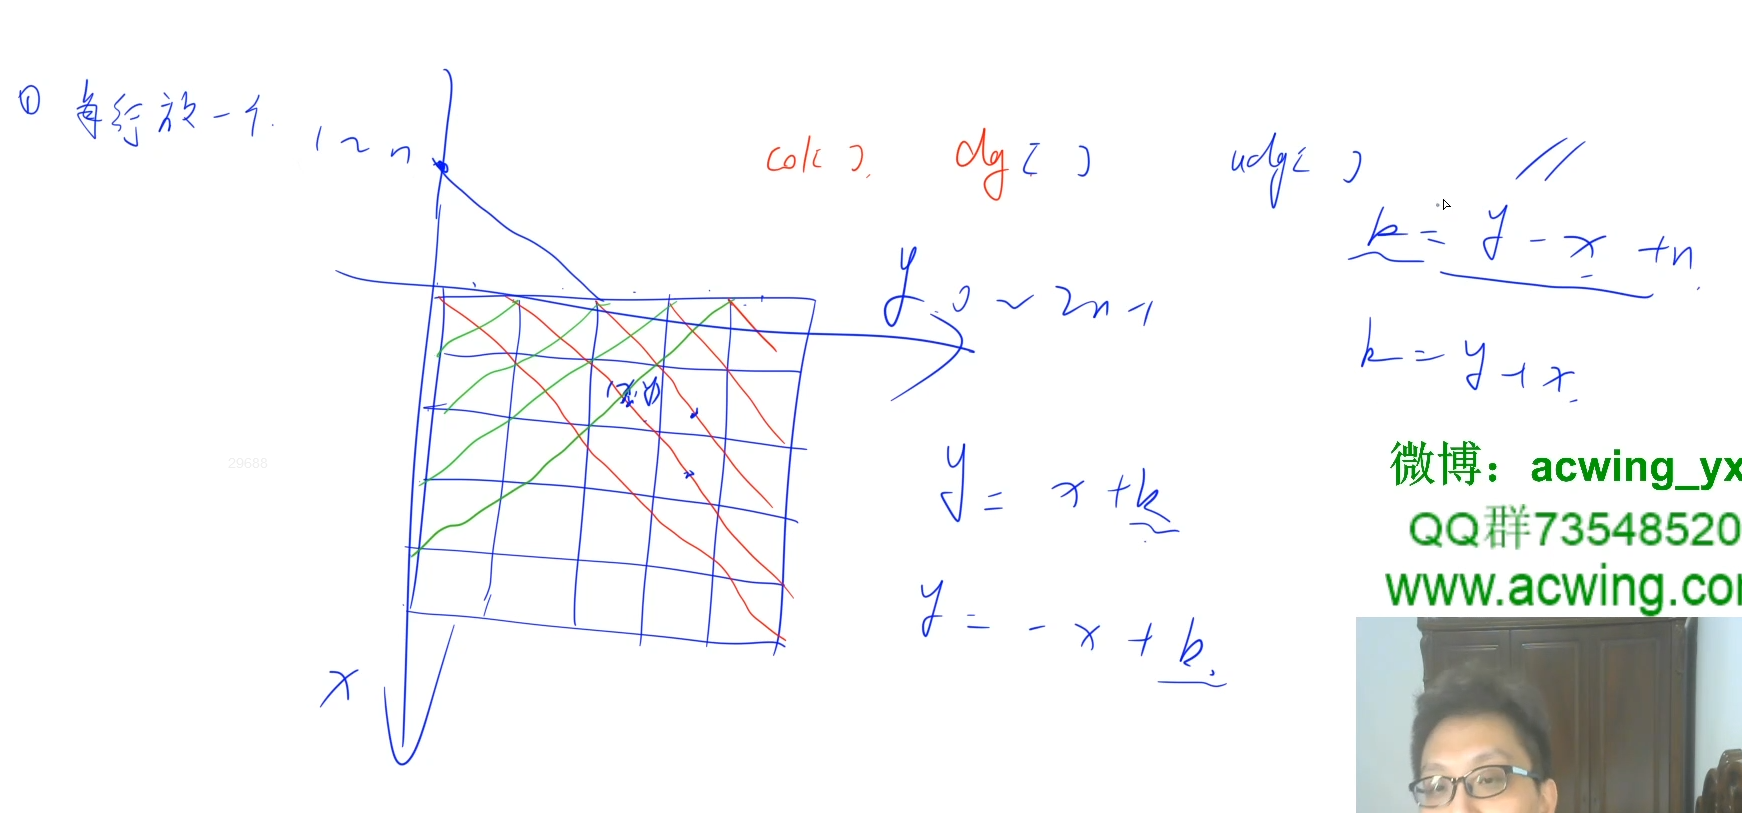 ① 每行放一个. 1 ~ n
col[ ]. dg[ ] udg[ ]
k = y - x + n.
y 0 ~ 2n-1
k = y + x.
(x.y)
y = x + k
y = - x + k.
x
29688
微博：acwing_yx
QQ群73548520
www.acwing.co